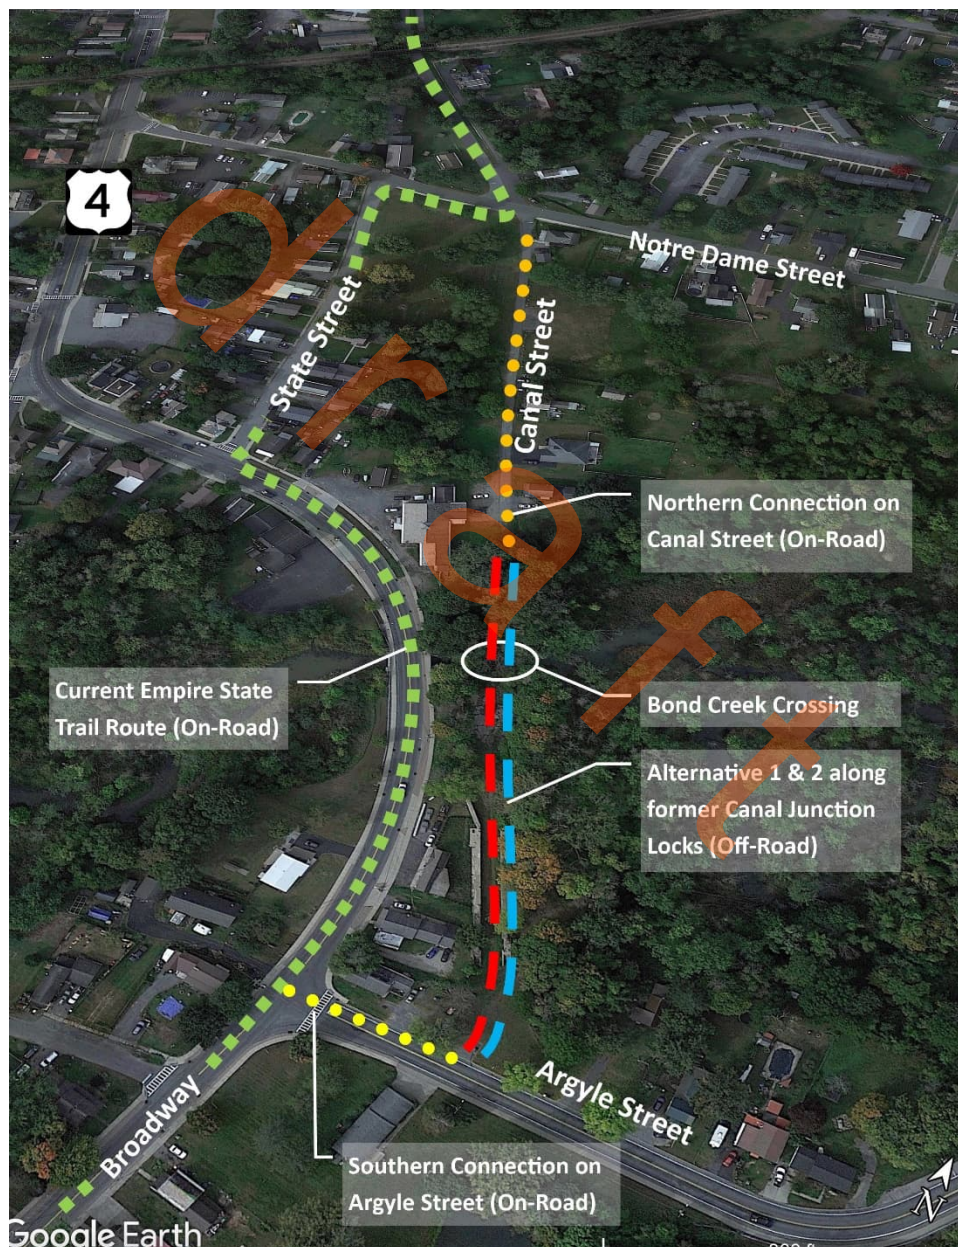 4
Notre Dame Street
State Street
Canal Street
Northern Connection on
Canal Street (On-Road)
Current Empire State
Trail Route (On-Road)
Bond Creek Crossing
Alternative 1 & 2 along
former Canal Junction
Locks (Off-Road)
draft
Argyle Street
Broadway
Southern Connection on
Argyle Street (On-Road)
N
Google Earth